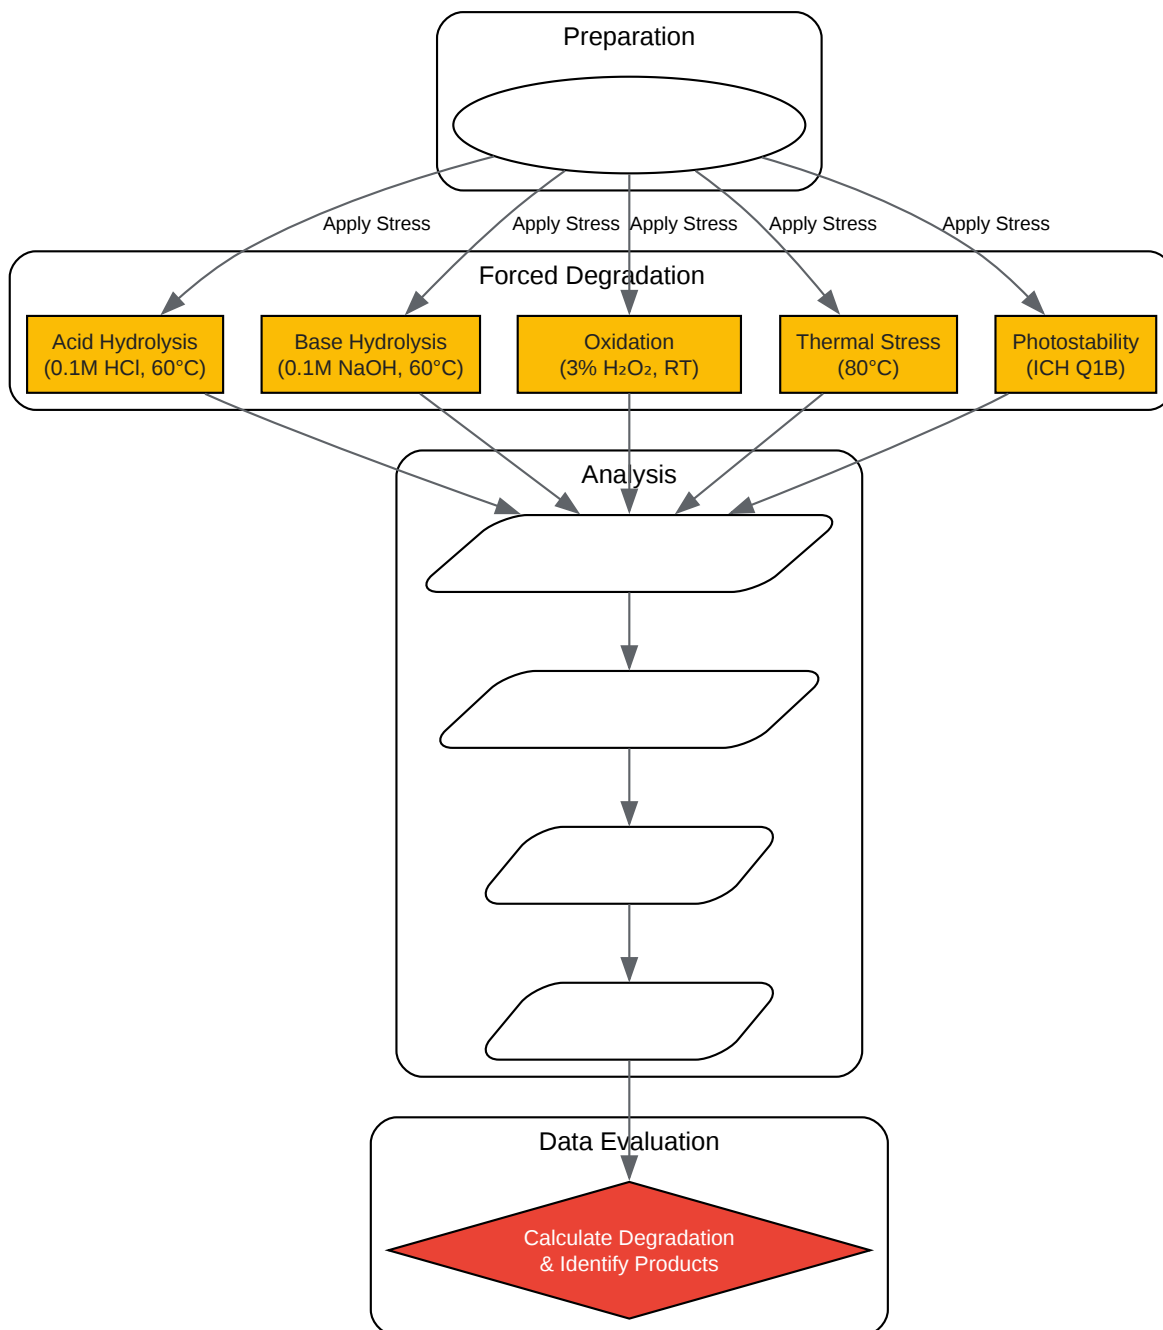 Preparation
Apply Stress
Apply Stress
Apply Stress
Apply Stress
Apply Stress
Forced Degradation
Acid Hydrolysis
(0.1M HCl, 60°C)
Base Hydrolysis
(0.1M NaOH, 60°C)
Oxidation
(3% H₂O₂, RT)
Thermal Stress
(80°C)
Photostability
(ICH Q1B)
Analysis
Data Evaluation
Calculate Degradation
& Identify Products